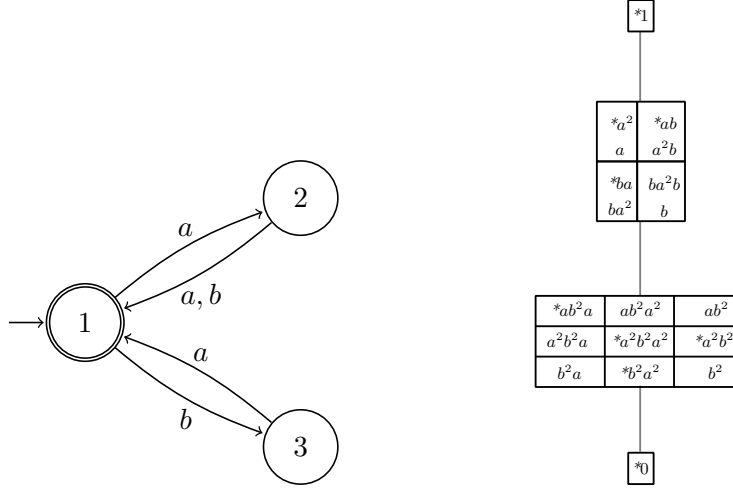 *1
*a² *ab
a a²b
*ba ba²b
ba² b
*ab²a ab²a² ab²
a²b²a *a²b²a² *a²b²
b²a *b²a² b²
*0
2
a
a, b
1
a
b
3